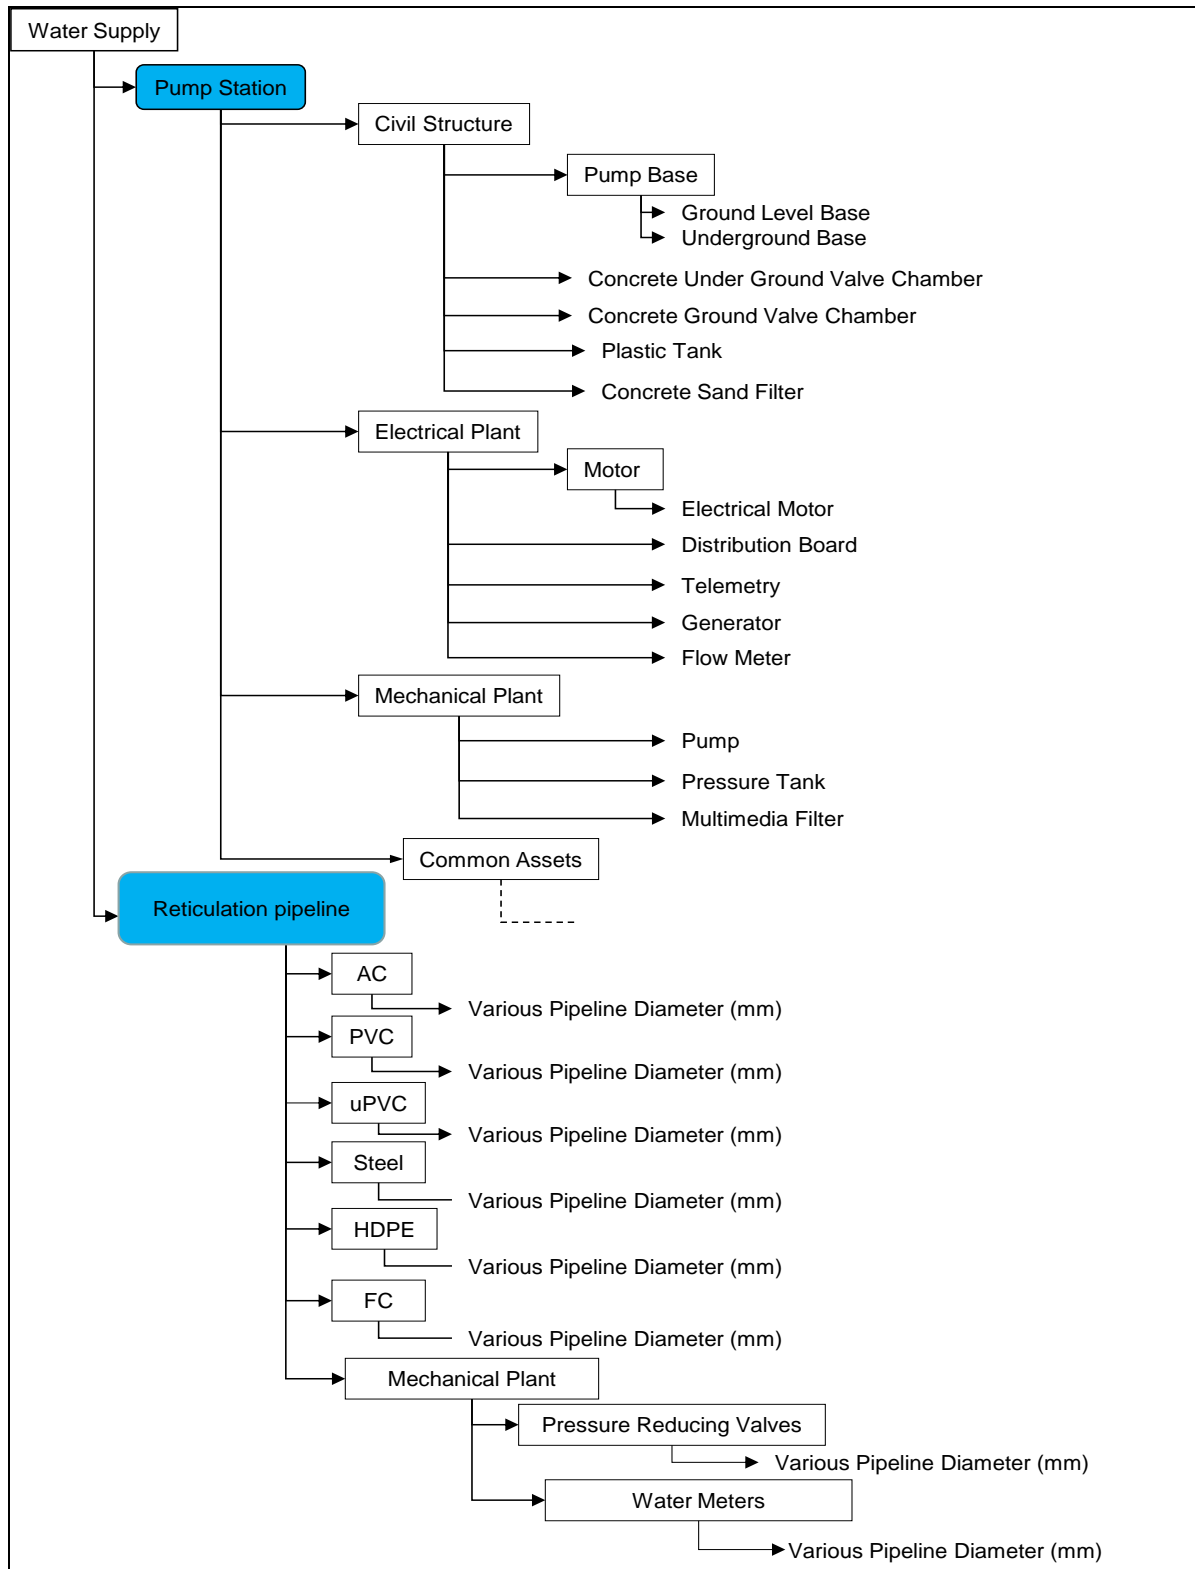 Water Supply
Pump Station
Civil Structure
Pump Base
Ground Level Base
Underground Base
Concrete Under Ground Valve Chamber
Concrete Ground Valve Chamber
Plastic Tank
Concrete Sand Filter
Electrical Plant
Motor
Electrical Motor
Distribution Board
Telemetry
Generator
Flow Meter
Mechanical Plant
Pump
Pressure Tank
Multimedia Filter
Common Assets
Reticulation pipeline
AC
Various Pipeline Diameter (mm)
PVC
Various Pipeline Diameter (mm)
uPVC
Various Pipeline Diameter (mm)
Steel
Various Pipeline Diameter (mm)
HDPE
Various Pipeline Diameter (mm)
FC
Various Pipeline Diameter (mm)
Mechanical Plant
Pressure Reducing Valves
Various Pipeline Diameter (mm)
Water Meters
Various Pipeline Diameter (mm)